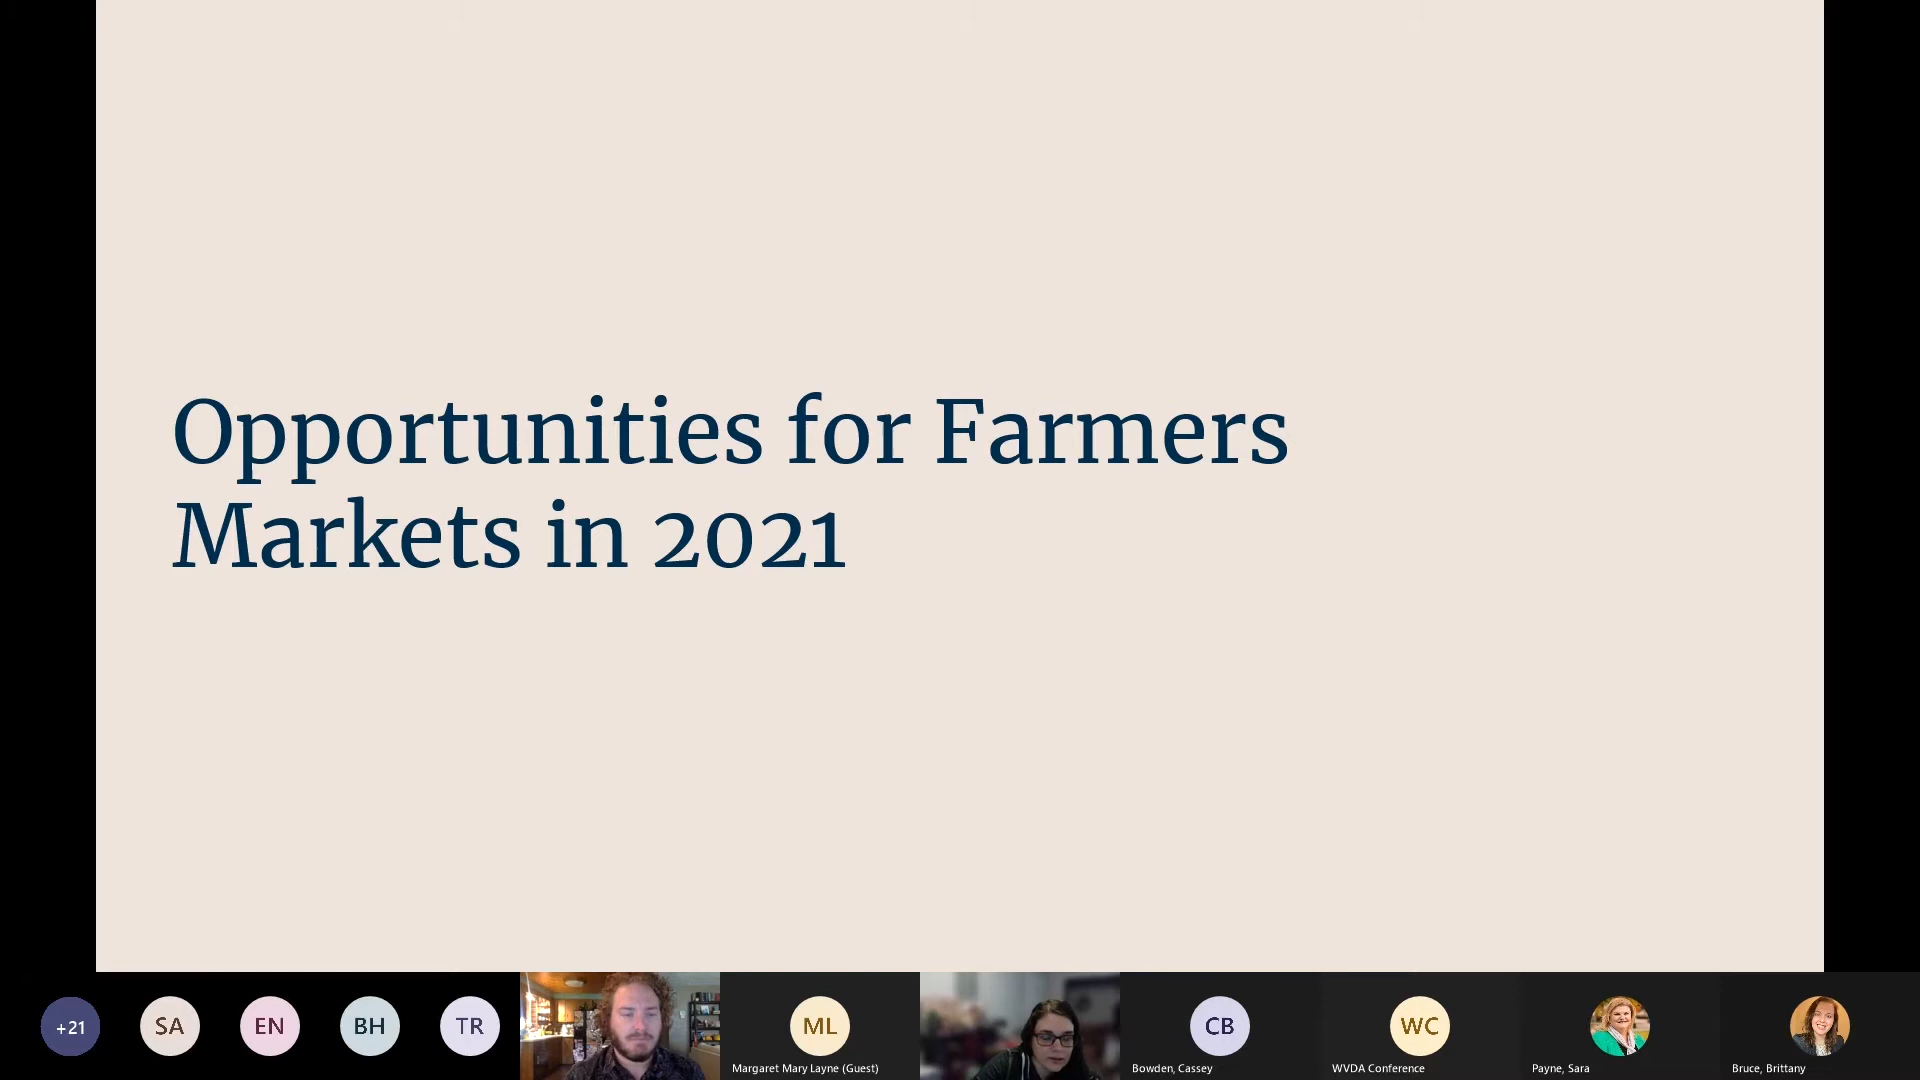 Opportunities for Farmers
Markets in 2021
+21
SA
EN
BH
TR
ML
Margaret Mary Layne (Guest)
CB
Bowden, Cassey
WC
WVDA Conference
Payne, Sara
Bruce, Brittany